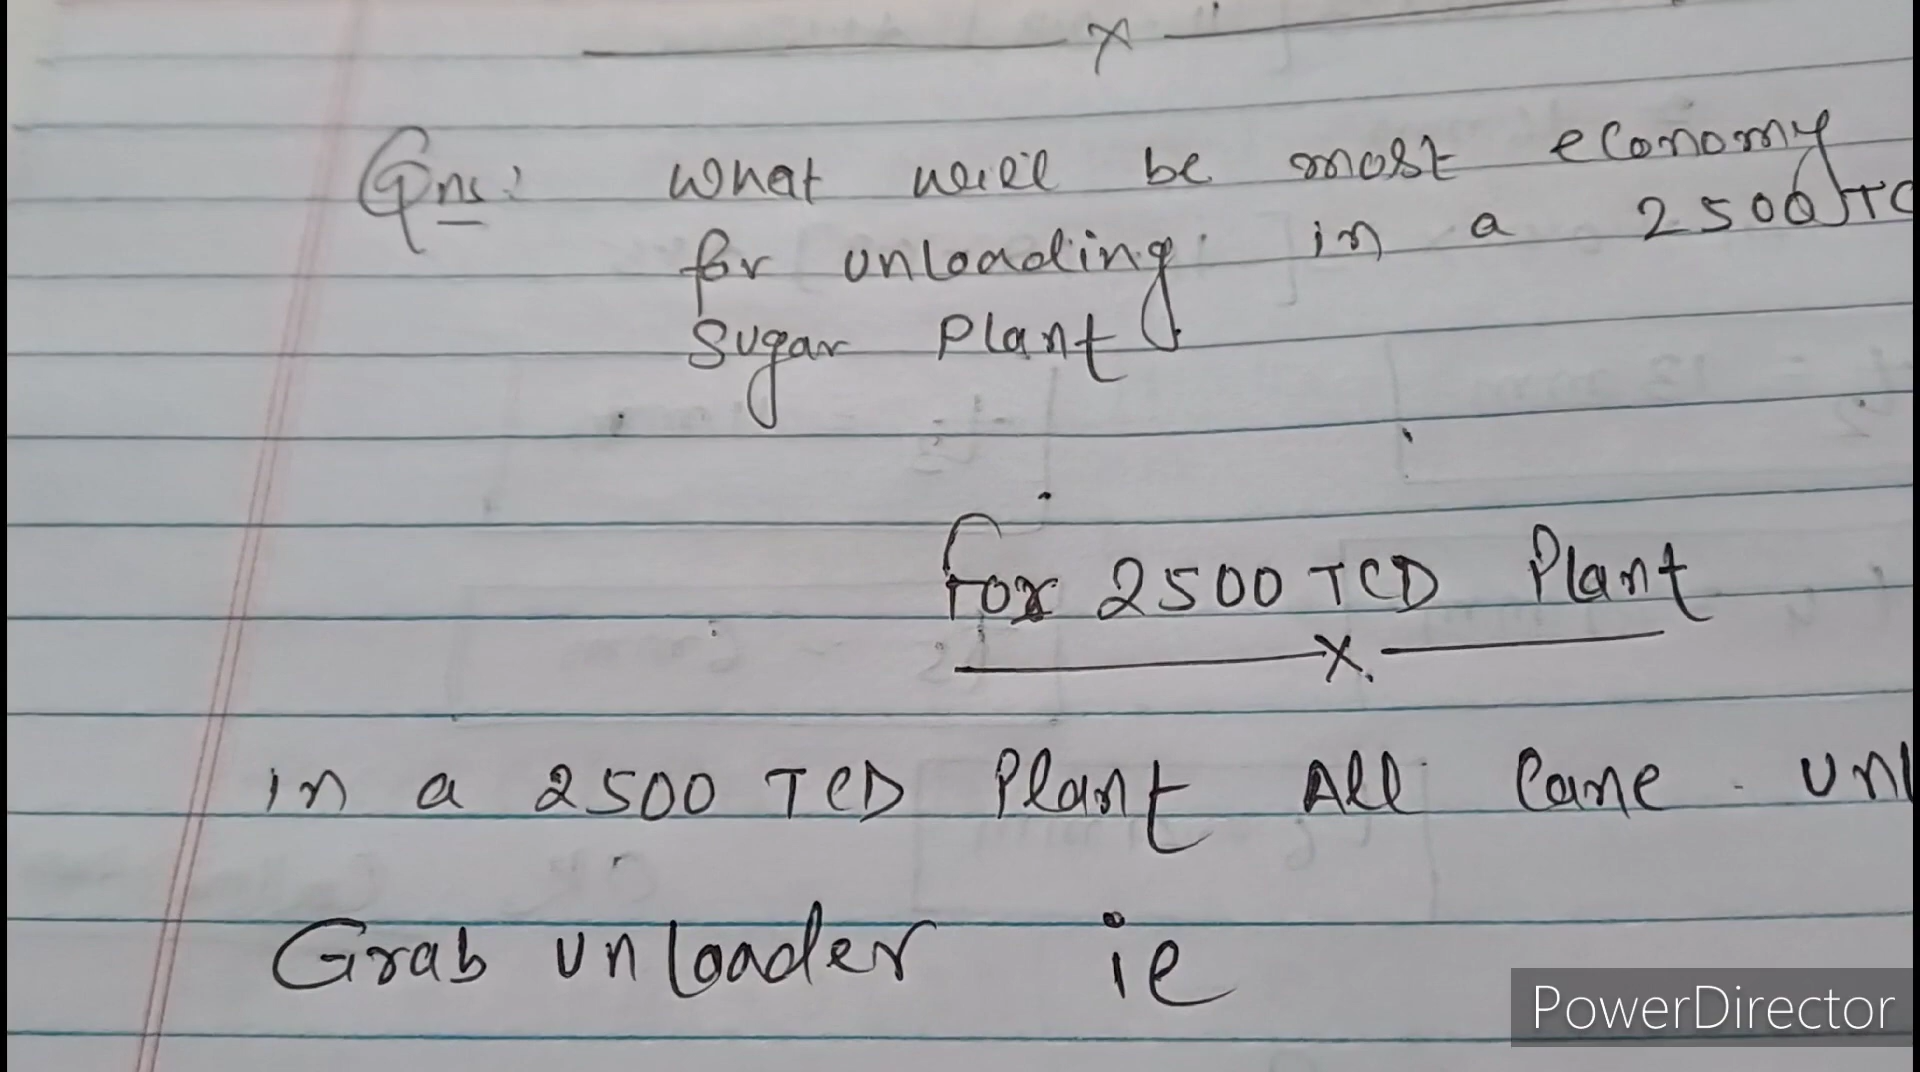 Qns: What will be most economy
for unloading in a 2500 TC
Sugar Plant
For 2500 TCD Plant
in a 2500 TCD Plant All Cane unl
Grab unloader ie
PowerDirector